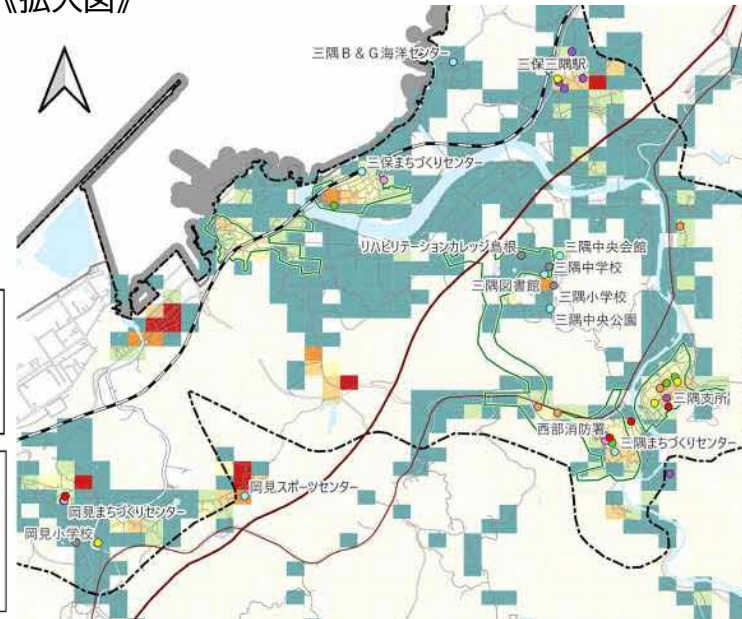 《拡大図》
三隅B＆G海洋センター
三保三隅駅
三保まちづくりセンター
リハビリテーションカレッジ島根
三隅中央会館
三隅中学校
三隅図書館
三隅小学校
三隅中央公園
三隅支所
西部消防署
三隅まちづくりセンター
岡見スポーツセンター
岡見まちづくりセンター
岡見小学校